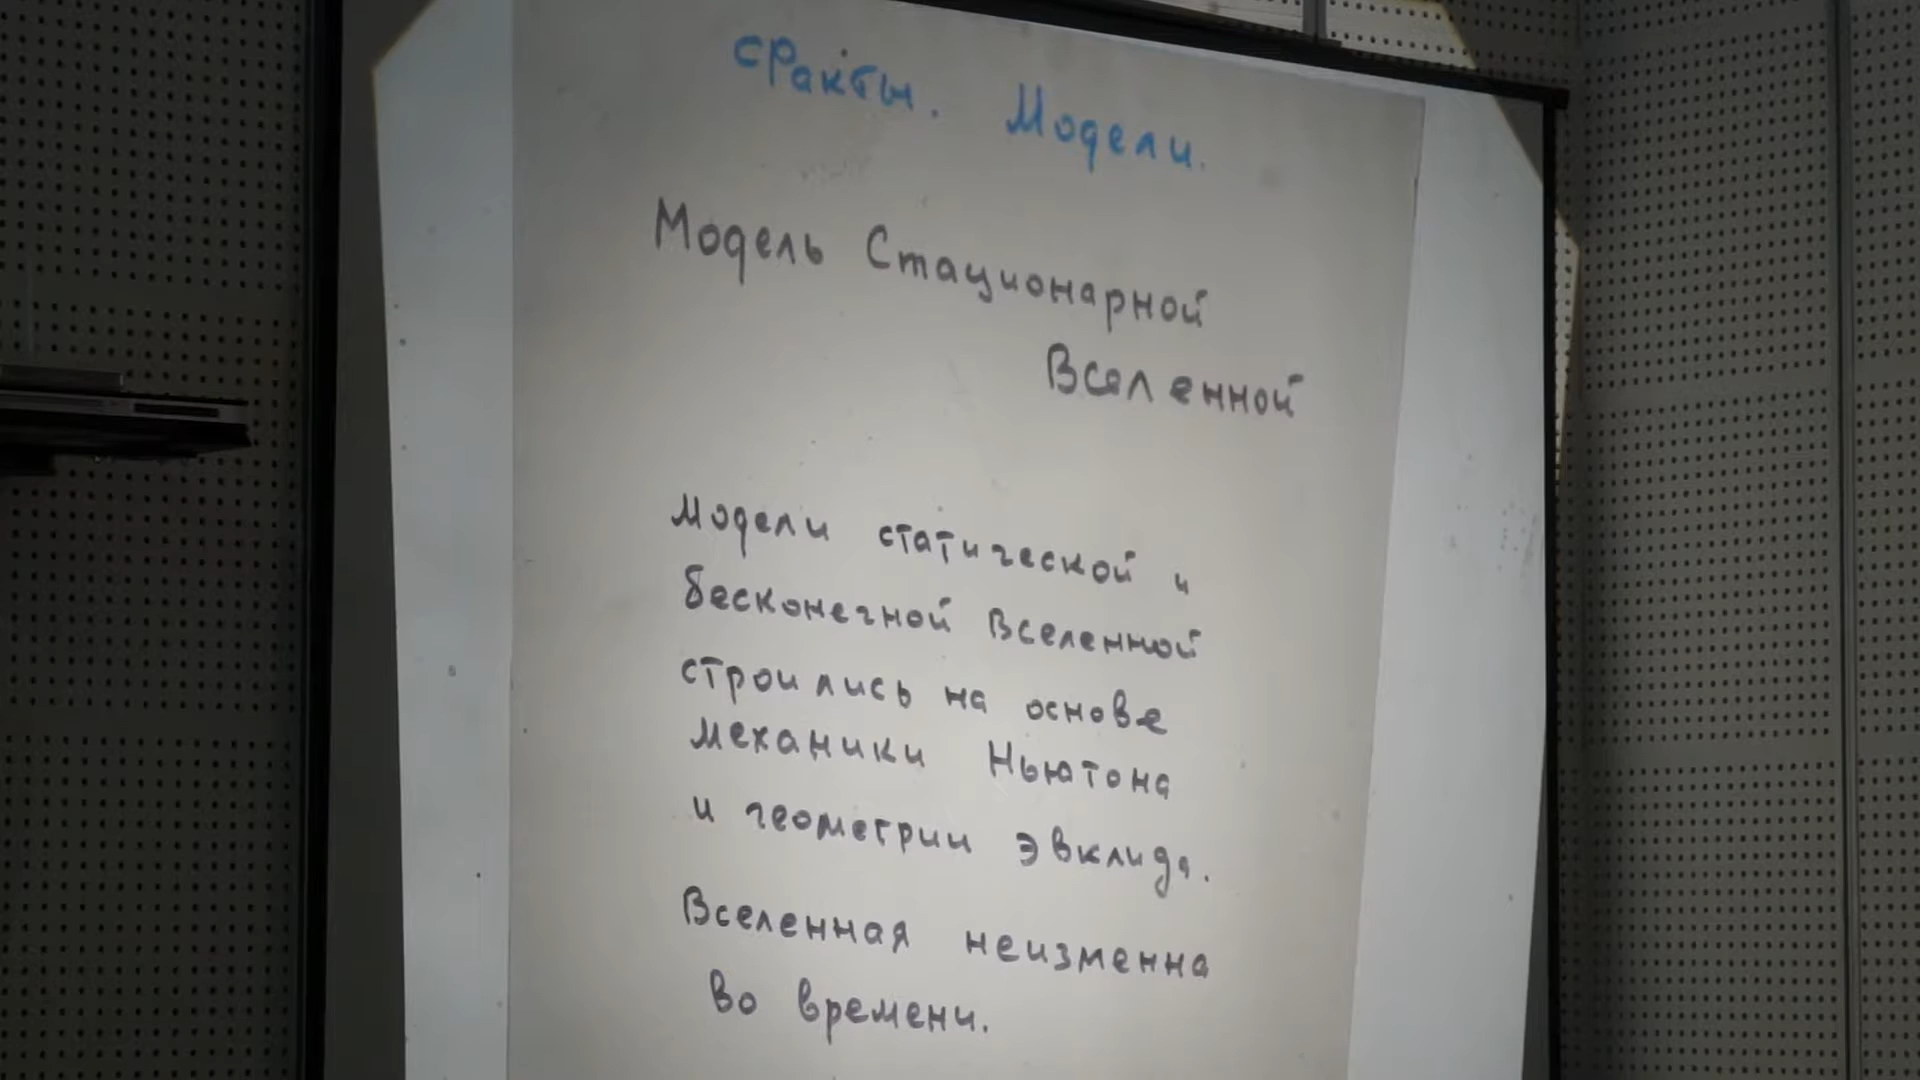 Факты. Модели.
Модель Стационарной
Вселенной
Модели статической и
бесконечной Вселенной
строились на основе
механики Ньютона
и геометрии Эвклида.
Вселенная неизменна
во времени.